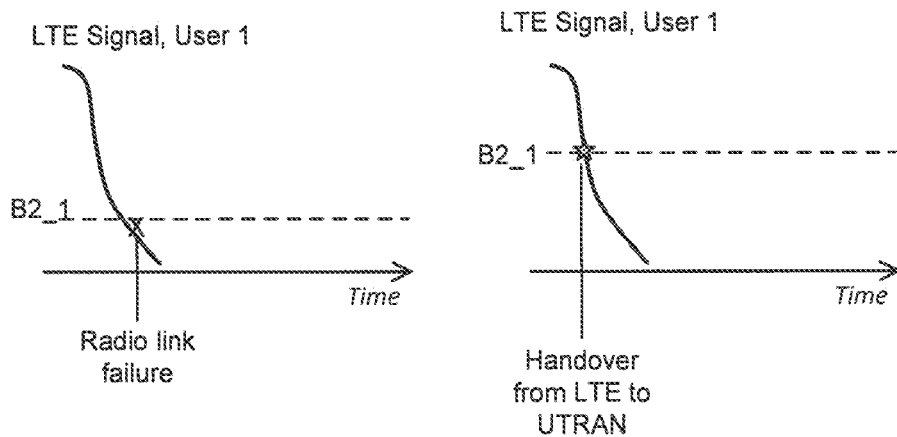 LTE Signal, User 1
B2_1
Time
Radio link
failure
LTE Signal, User 1
B2_1
Time
Handover
from LTE to
UTRAN